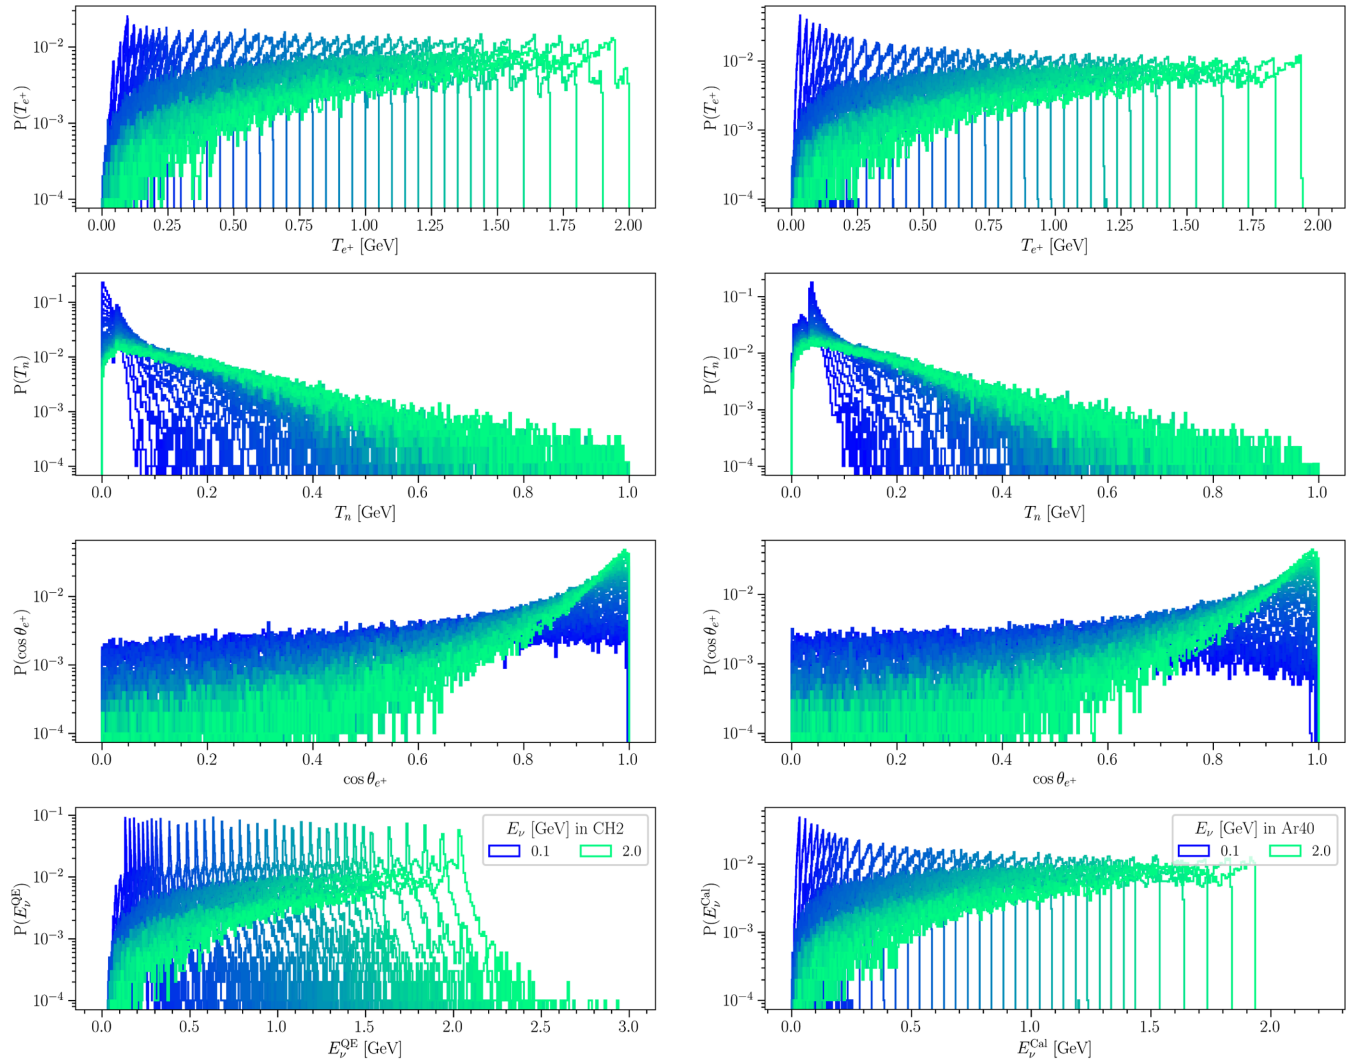 P(T_{e^+})
10^{-2}
10^{-3}
10^{-4}
0.00 0.25 0.50 0.75 1.00 1.25 1.50 1.75 2.00
T_{e^+} [GeV]
P(T_{e^+})
10^{-2}
10^{-3}
10^{-4}
0.00 0.25 0.50 0.75 1.00 1.25 1.50 1.75 2.00
T_{e^+} [GeV]
P(T_n)
10^{-1}
10^{-2}
10^{-3}
10^{-4}
0.0 0.2 0.4 0.6 0.8 1.0
T_n [GeV]
P(T_n)
10^{-1}
10^{-2}
10^{-3}
10^{-4}
0.0 0.2 0.4 0.6 0.8 1.0
T_n [GeV]
P(cos θ_{e^+})
10^{-2}
10^{-3}
10^{-4}
0.0 0.2 0.4 0.6 0.8 1.0
cos θ_{e^+}
P(cos θ_{e^+})
10^{-2}
10^{-3}
10^{-4}
0.0 0.2 0.4 0.6 0.8 1.0
cos θ_{e^+}
P(E_ν^{QE})
10^{-1}
10^{-2}
10^{-3}
10^{-4}
E_ν [GeV] in CH2
0.1 2.0
0.0 0.5 1.0 1.5 2.0 2.5 3.0
E_ν^{QE} [GeV]
P(E_ν^{Cal})
10^{-1}
10^{-2}
10^{-3}
10^{-4}
E_ν [GeV] in Ar40
0.1 2.0
0.0 0.5 1.0 1.5 2.0
E_ν^{Cal} [GeV]